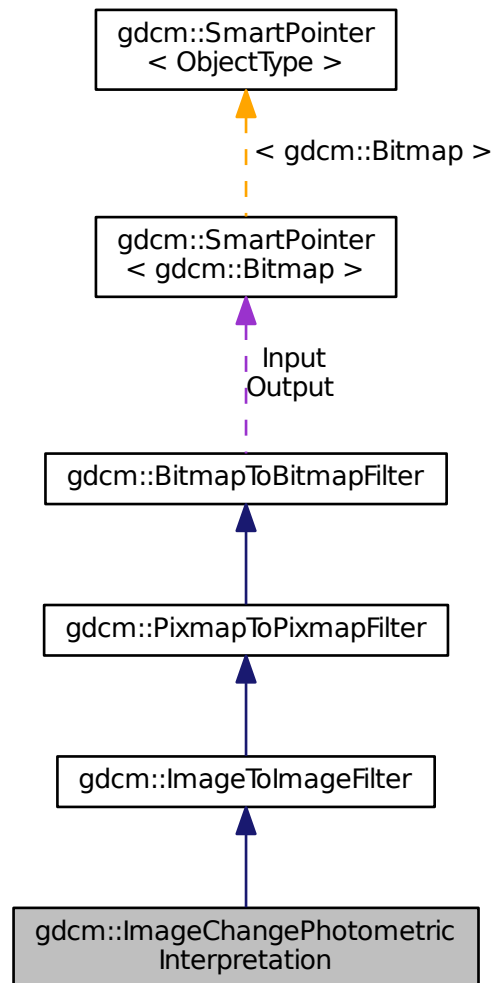 gdcm::SmartPointer
< ObjectType >
< gdcm::Bitmap >
gdcm::SmartPointer
< gdcm::Bitmap >
Input
Output
gdcm::BitmapToBitmapFilter
gdcm::PixmapToPixmapFilter
gdcm::ImageToImageFilter
gdcm::ImageChangePhotometric
Interpretation